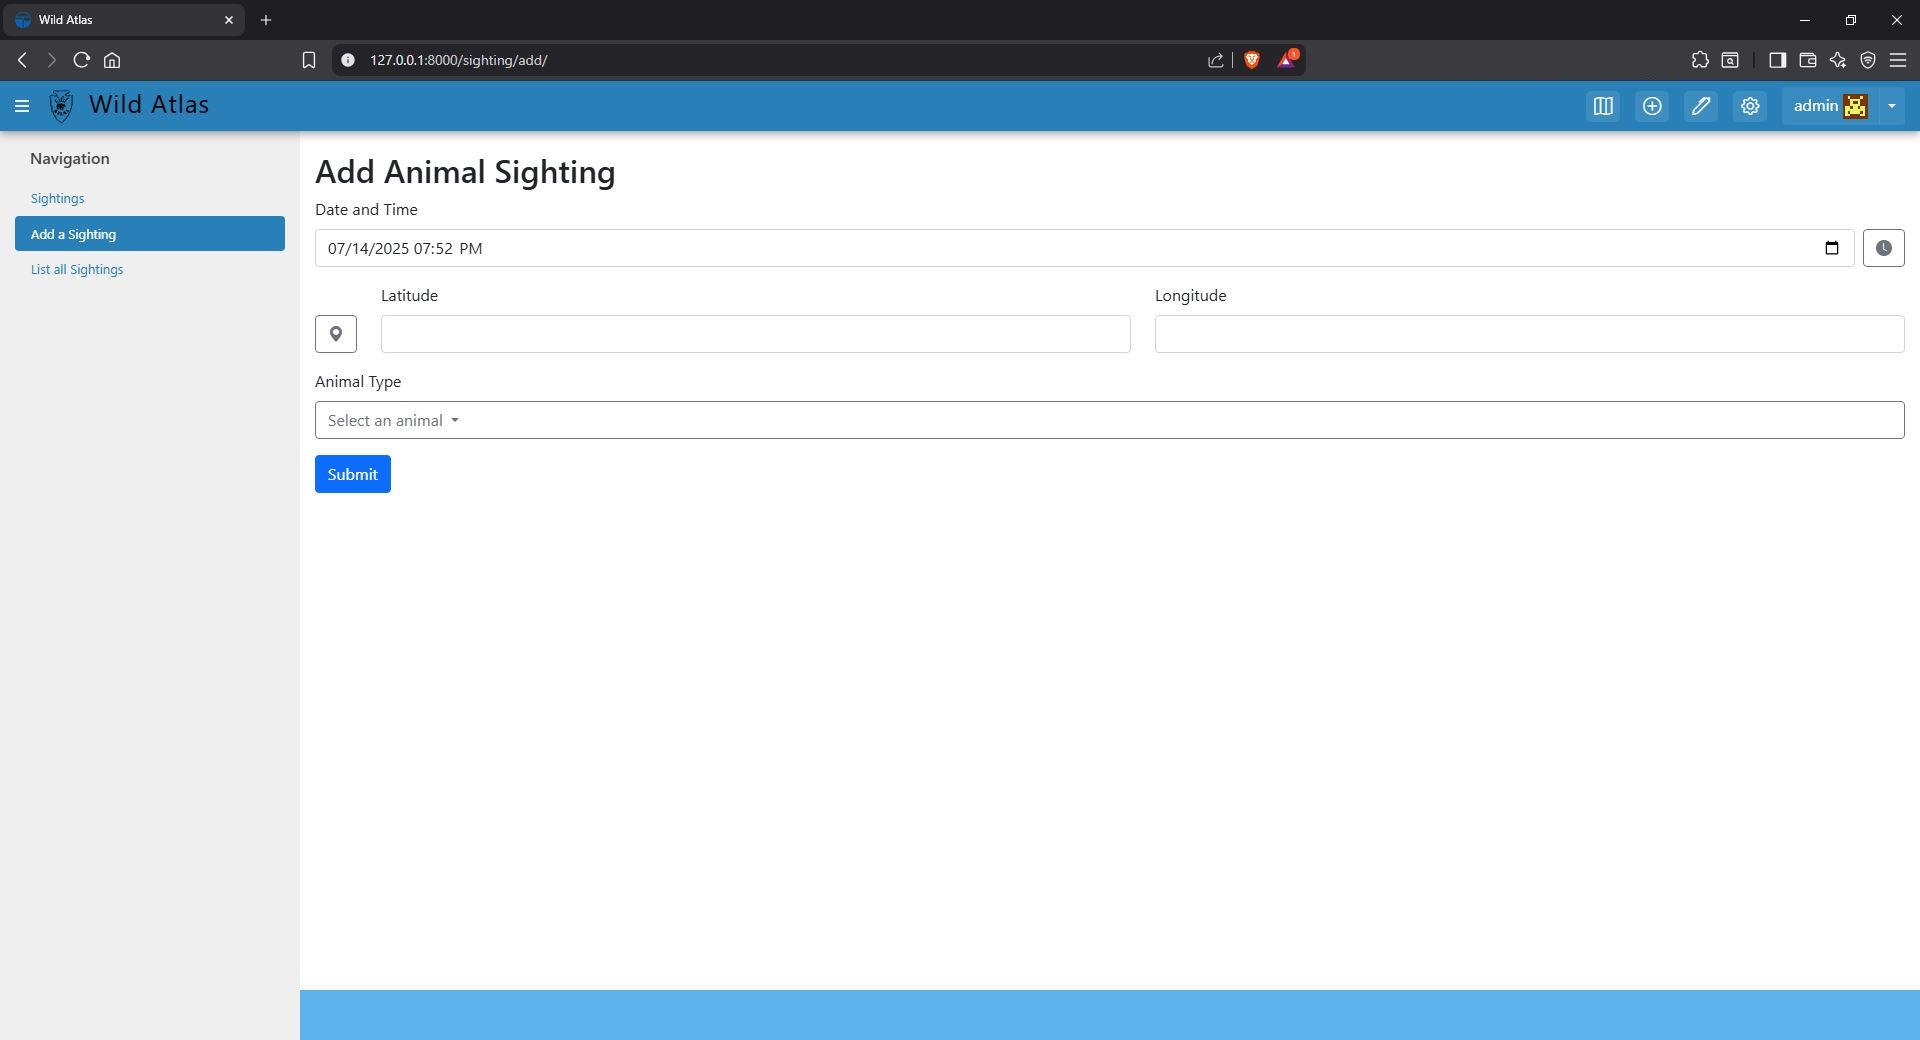 Wild Atlas
127.0.0.1:8000/sighting/add/
1
Wild Atlas
admin
Navigation
Sightings
Add a Sighting
List all Sightings
Add Animal Sighting
Date and Time
07/14/2025 07:52 PM
Latitude
Longitude
Animal Type
Select an animal
Submit